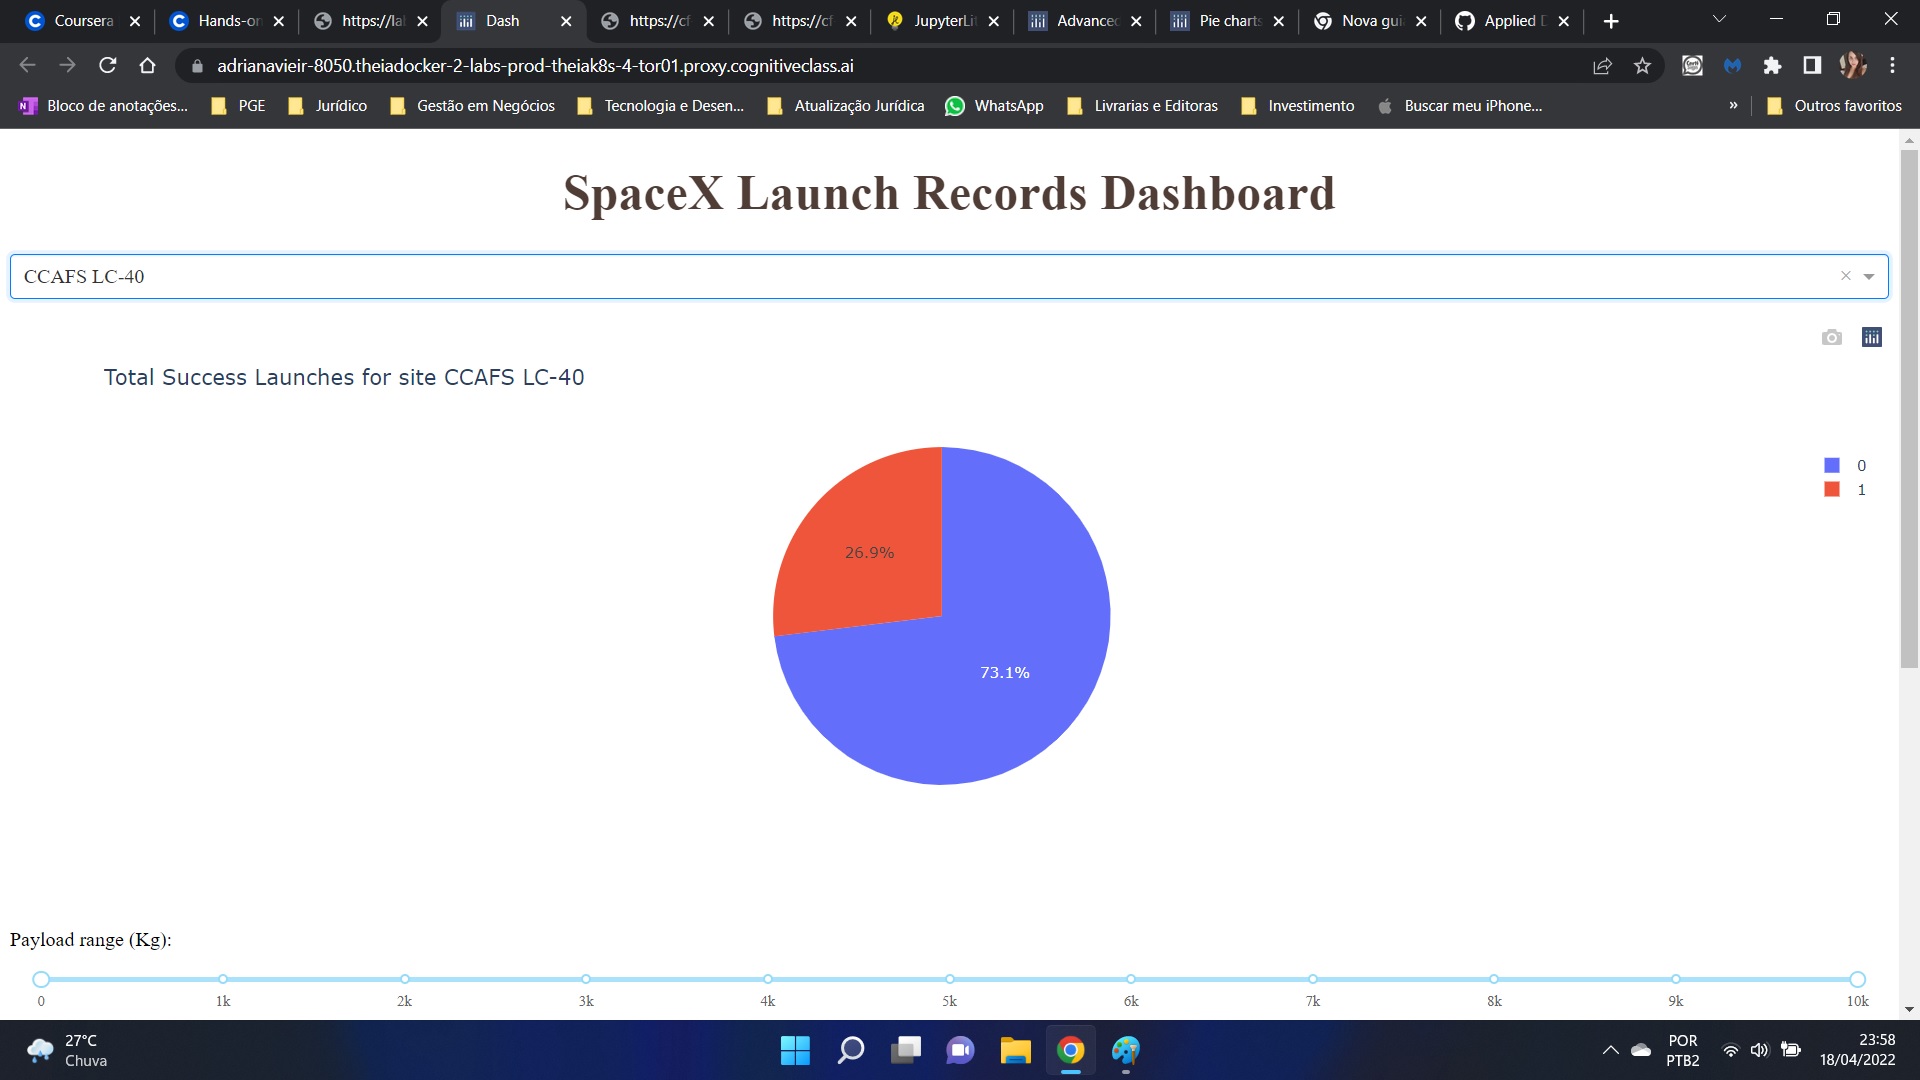 Coursera
Hands-on
https://lal
Dash
https://cf
https://cf
JupyterLit
Advanced
Pie charts
Nova gui
Applied D
adrianavieir-8050.theiadocker-2-labs-prod-theiak8s-4-tor01.proxy.cognitiveclass.ai
Bloco de anotações...
PGE
Jurídico
Gestão em Negócios
Tecnologia e Desen...
Atualização Jurídica
WhatsApp
Livrarias e Editoras
Investimento
Buscar meu iPhone...
»
Outros favoritos
SpaceX Launch Records Dashboard
CCAFS LC-40
Total Success Launches for site CCAFS LC-40
0
1
26.9%
73.1%
Payload range (Kg):
0 1k 2k 3k 4k 5k 6k 7k 8k 9k 10k
27°C
Chuva
POR
PTB2
23:58
18/04/2022